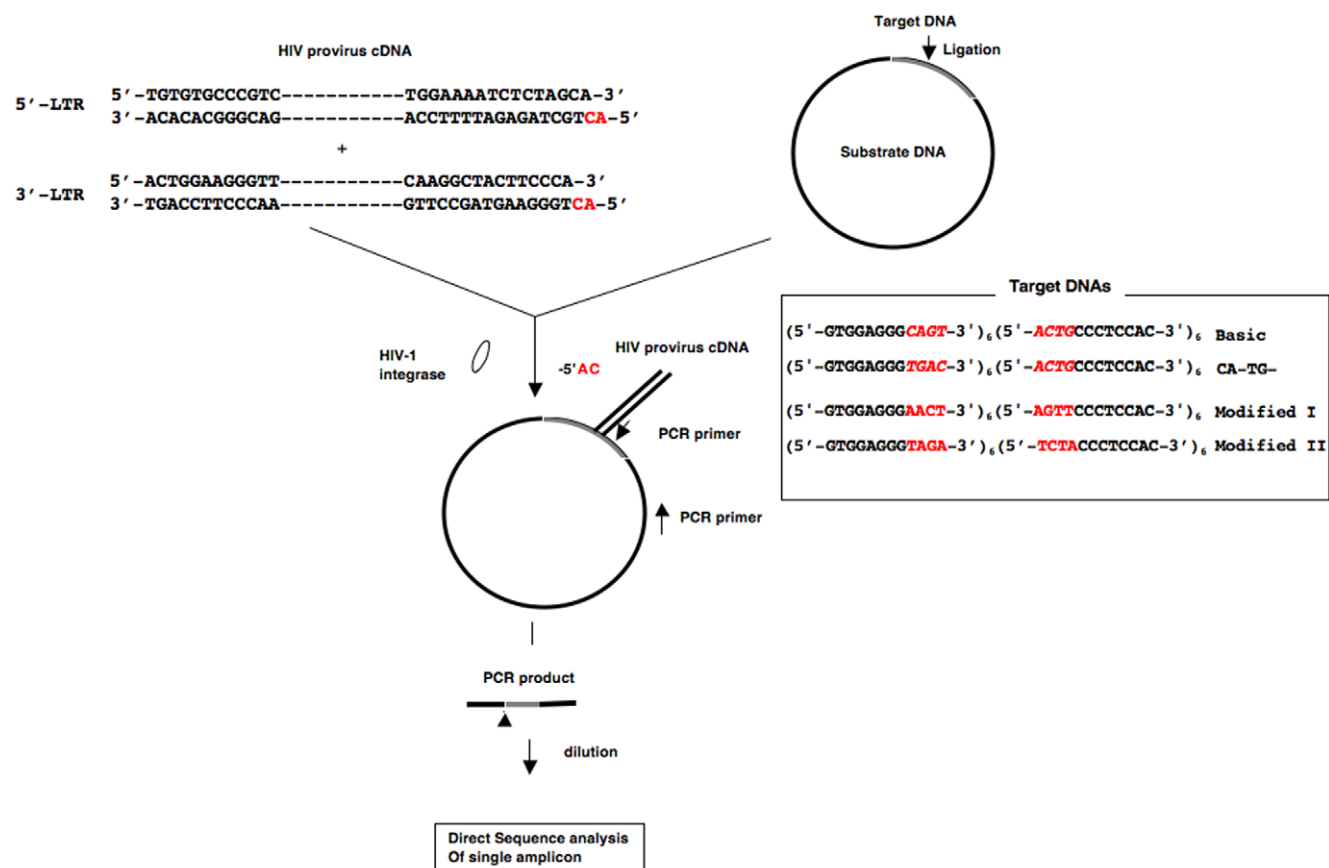 HIV provirus cDNA
5'-LTR
5'-TGTGTGCCCGTC-----------TGGAAAATCTCTAGCA-3'
3'-ACACACGGGCAG-----------ACCTTTTAGAGATCGTCA-5'
+
3'-LTR
5'-ACTGGAAGGGTT-----------CAAGGCTACTTCCCA-3'
3'-TGACCTTCCCAA-----------GTTCCGATGAAGGGTCA-5'
Target DNA
Ligation
Substrate DNA
Target DNAs
(5'-GTGGAGGGCAGT-3')6(5'-ACTGCCCTCCAC-3')6 Basic
(5'-GTGGAGGGTGAC-3')6(5'-ACTGCCCTCCAC-3')6 CA-TG-
(5'-GTGGAGGGAACT-3')6(5'-AGTTCCCTCCAC-3')6 Modified I
(5'-GTGGAGGGTAGA-3')6(5'-TCTACCCTCCAC-3')6 Modified II
HIV-1
integrase
-5'AC
HIV provirus cDNA
PCR primer
PCR primer
PCR product
dilution
Direct Sequence analysis
Of single amplicon